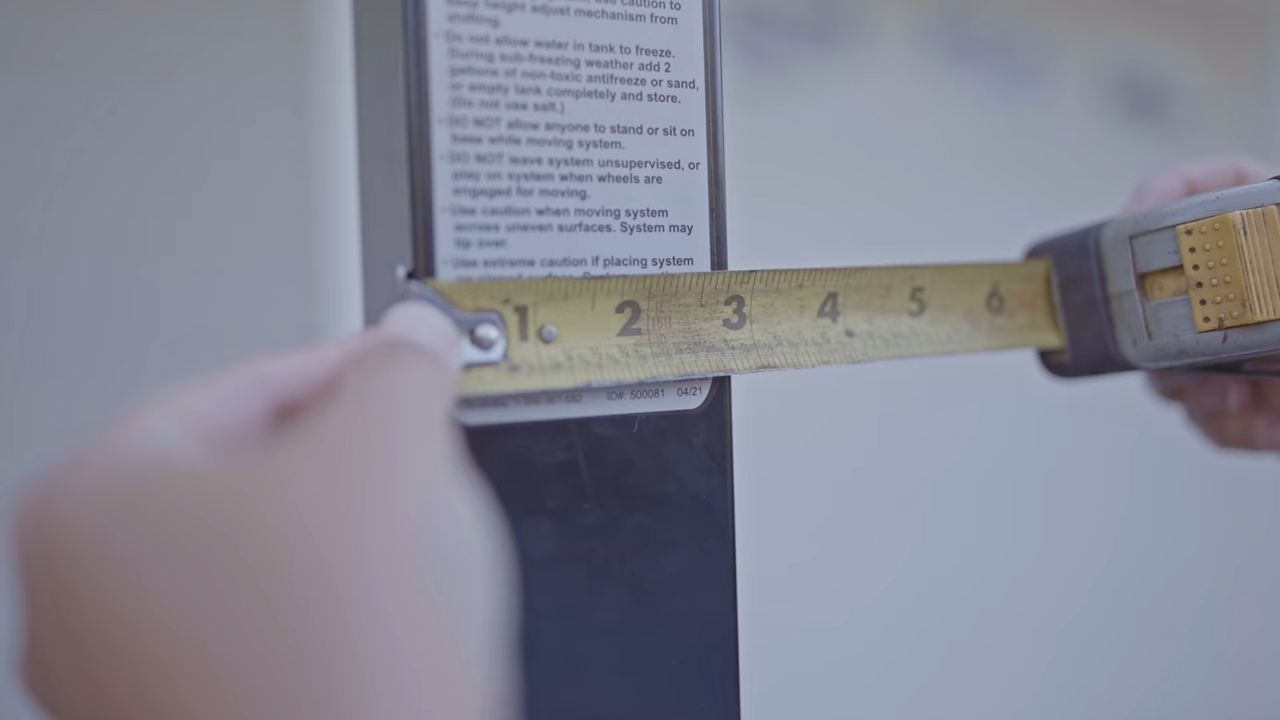 use caution to
keep height adjust mechanism from
• Do not allow water in tank to freeze.
During sub-freezing weather add 2
gallons of non-toxic antifreeze or sand,
or empty tank completely and store.
(Do not use salt.)
• DO NOT allow anyone to stand or sit on
base while moving system.
• DO NOT leave system unsupervised, or
play on system when wheels are
engaged for moving.
• Use caution when moving system
across uneven surfaces. System may
tip over.
• Use extreme caution if placing system
1 2 3 4 5 6
ID#: 500081 04/21